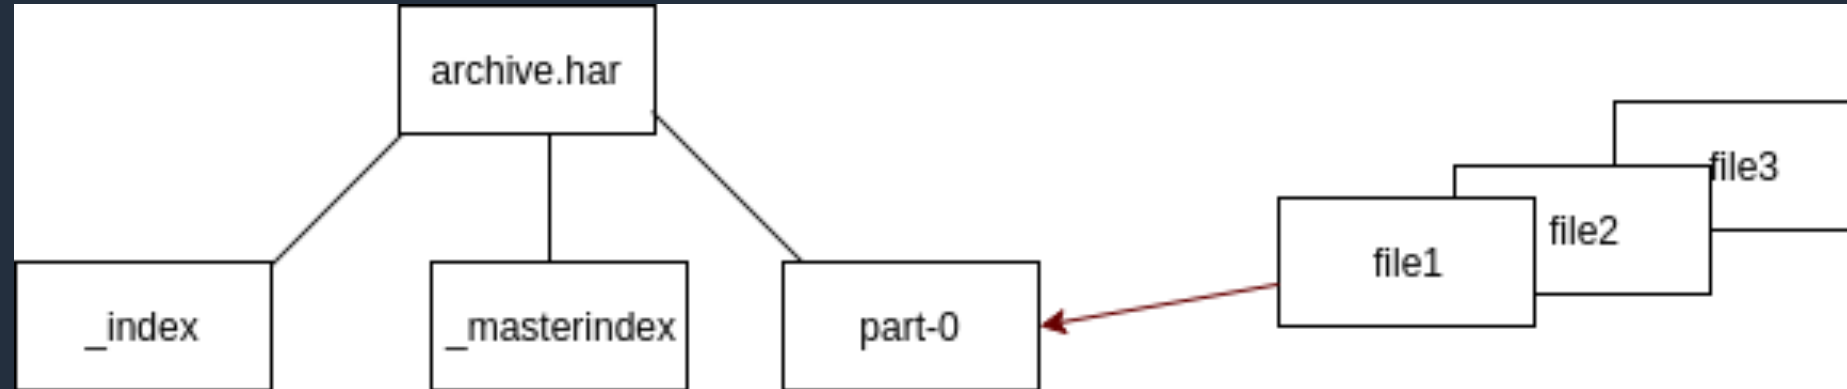 archive.har
file3
file2
file1
_index
_masterindex
part-0